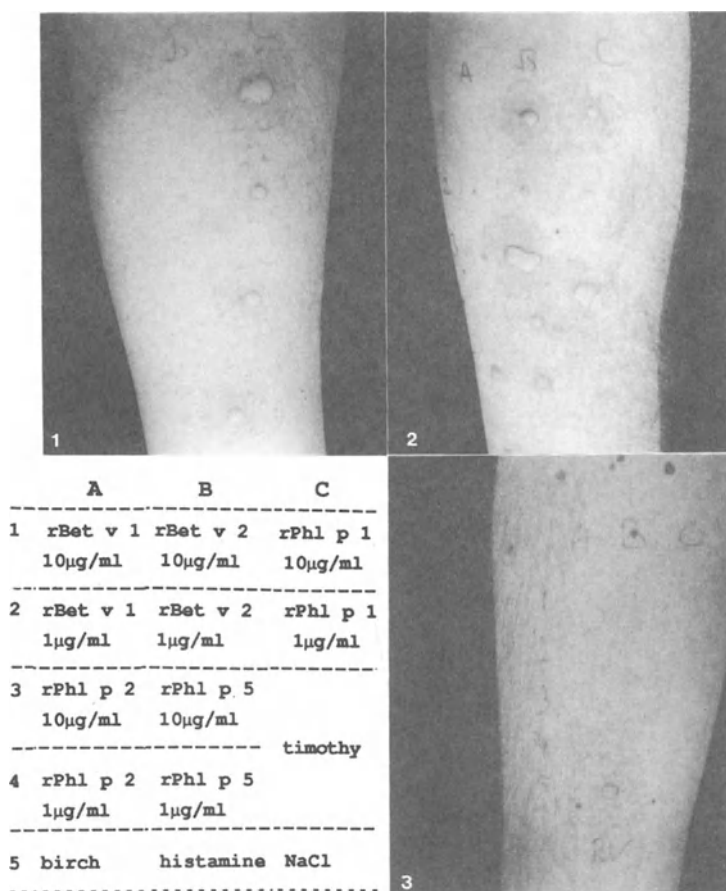 A B C
1
2
A B C
1 rBet v 1 rBet v 2 rPhl p 1
10µg/ml 10µg/ml 10µg/ml
2 rBet v 1 rBet v 2 rPhl p 1
1µg/ml 1µg/ml 1µg/ml
3 rPhl p 2 rPhl p 5
10µg/ml 10µg/ml
timothy
4 rPhl p 2 rPhl p 5
1µg/ml 1µg/ml
5 birch histamine NaCl
A B C
3